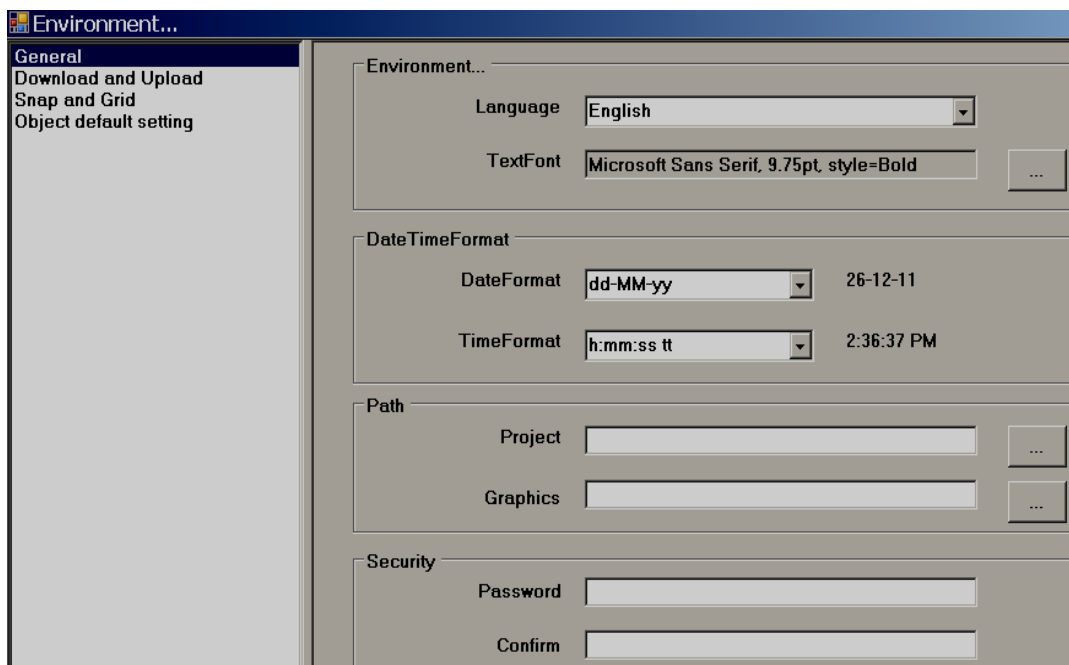 Environment...
General
Download and Upload
Snap and Grid
Object default setting
Environment...
Language English
TextFont Microsoft Sans Serif, 9.75pt, style=Bold ...
DateTimeFormat
DateFormat dd-MM-yy 26-12-11
TimeFormat h:mm:ss tt 2:36:37 PM
Path
Project ...
Graphics ...
Security
Password
Confirm